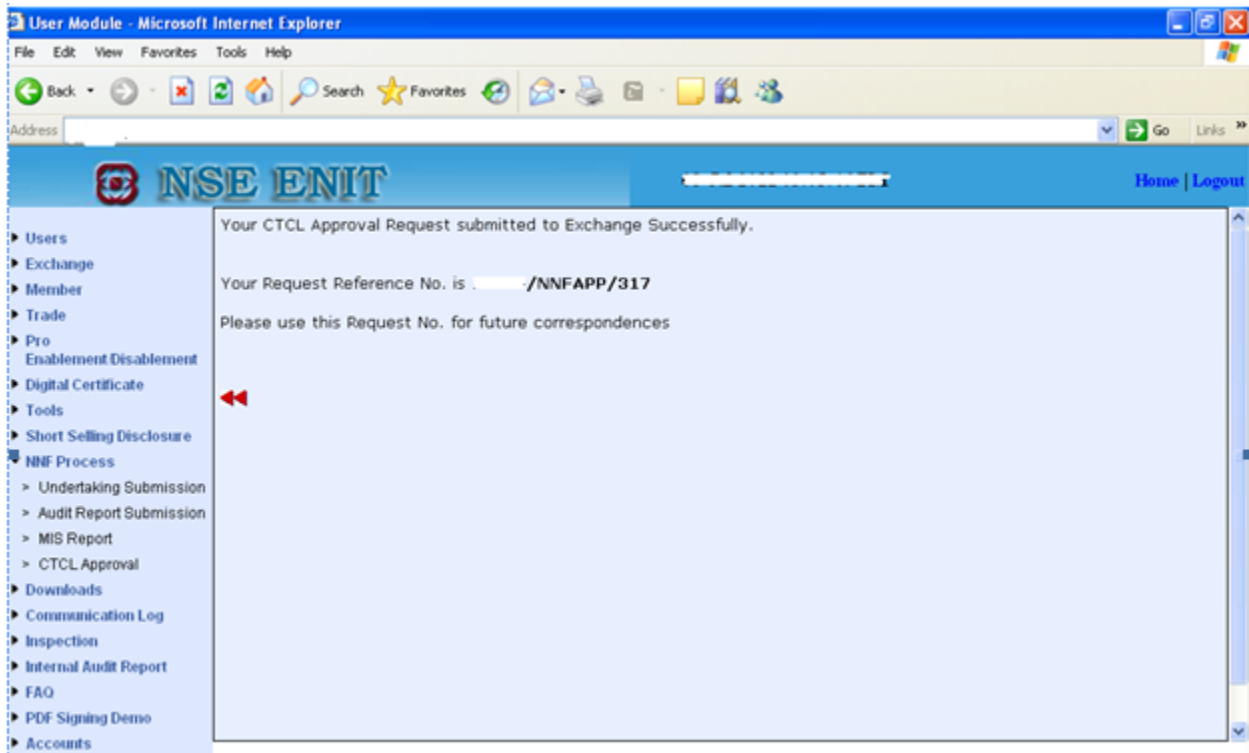 User Module - Microsoft Internet Explorer
File Edit View Favorites Tools Help
Back Search Favorites
Address Go Links »
NSE ENIT
Home | Logout
Users
Exchange
Member
Trade
Pro
Enablement Disablement
Digital Certificate
Tools
Short Selling Disclosure
NNF Process
> Undertaking Submission
> Audit Report Submission
> MIS Report
> CTCL Approval
Downloads
Communication Log
Inspection
Internal Audit Report
FAQ
PDF Signing Demo
Accounts
Your CTCL Approval Request submitted to Exchange Successfully.
Your Request Reference No. is /NNFAPP/317
Please use this Request No. for future correspondences